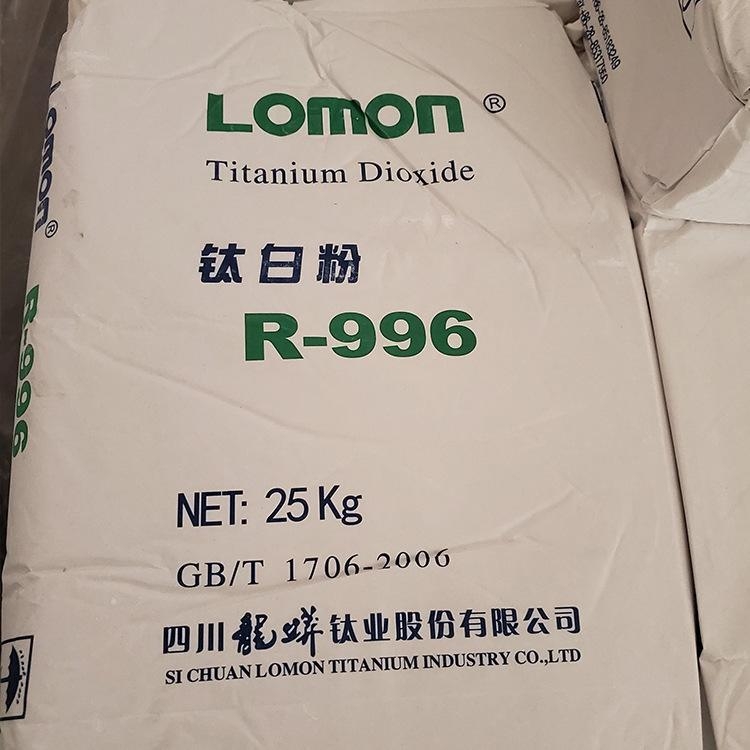 LOMON®
Titanium Dioxide
钛白粉
R-996
NET: 25Kg
GB/T 1706-2006
四川龍蟒钛业股份有限公司
SI CHUAN LOMON TITANIUM INDUSTRY CO.,LTD
LOMON®
R-996